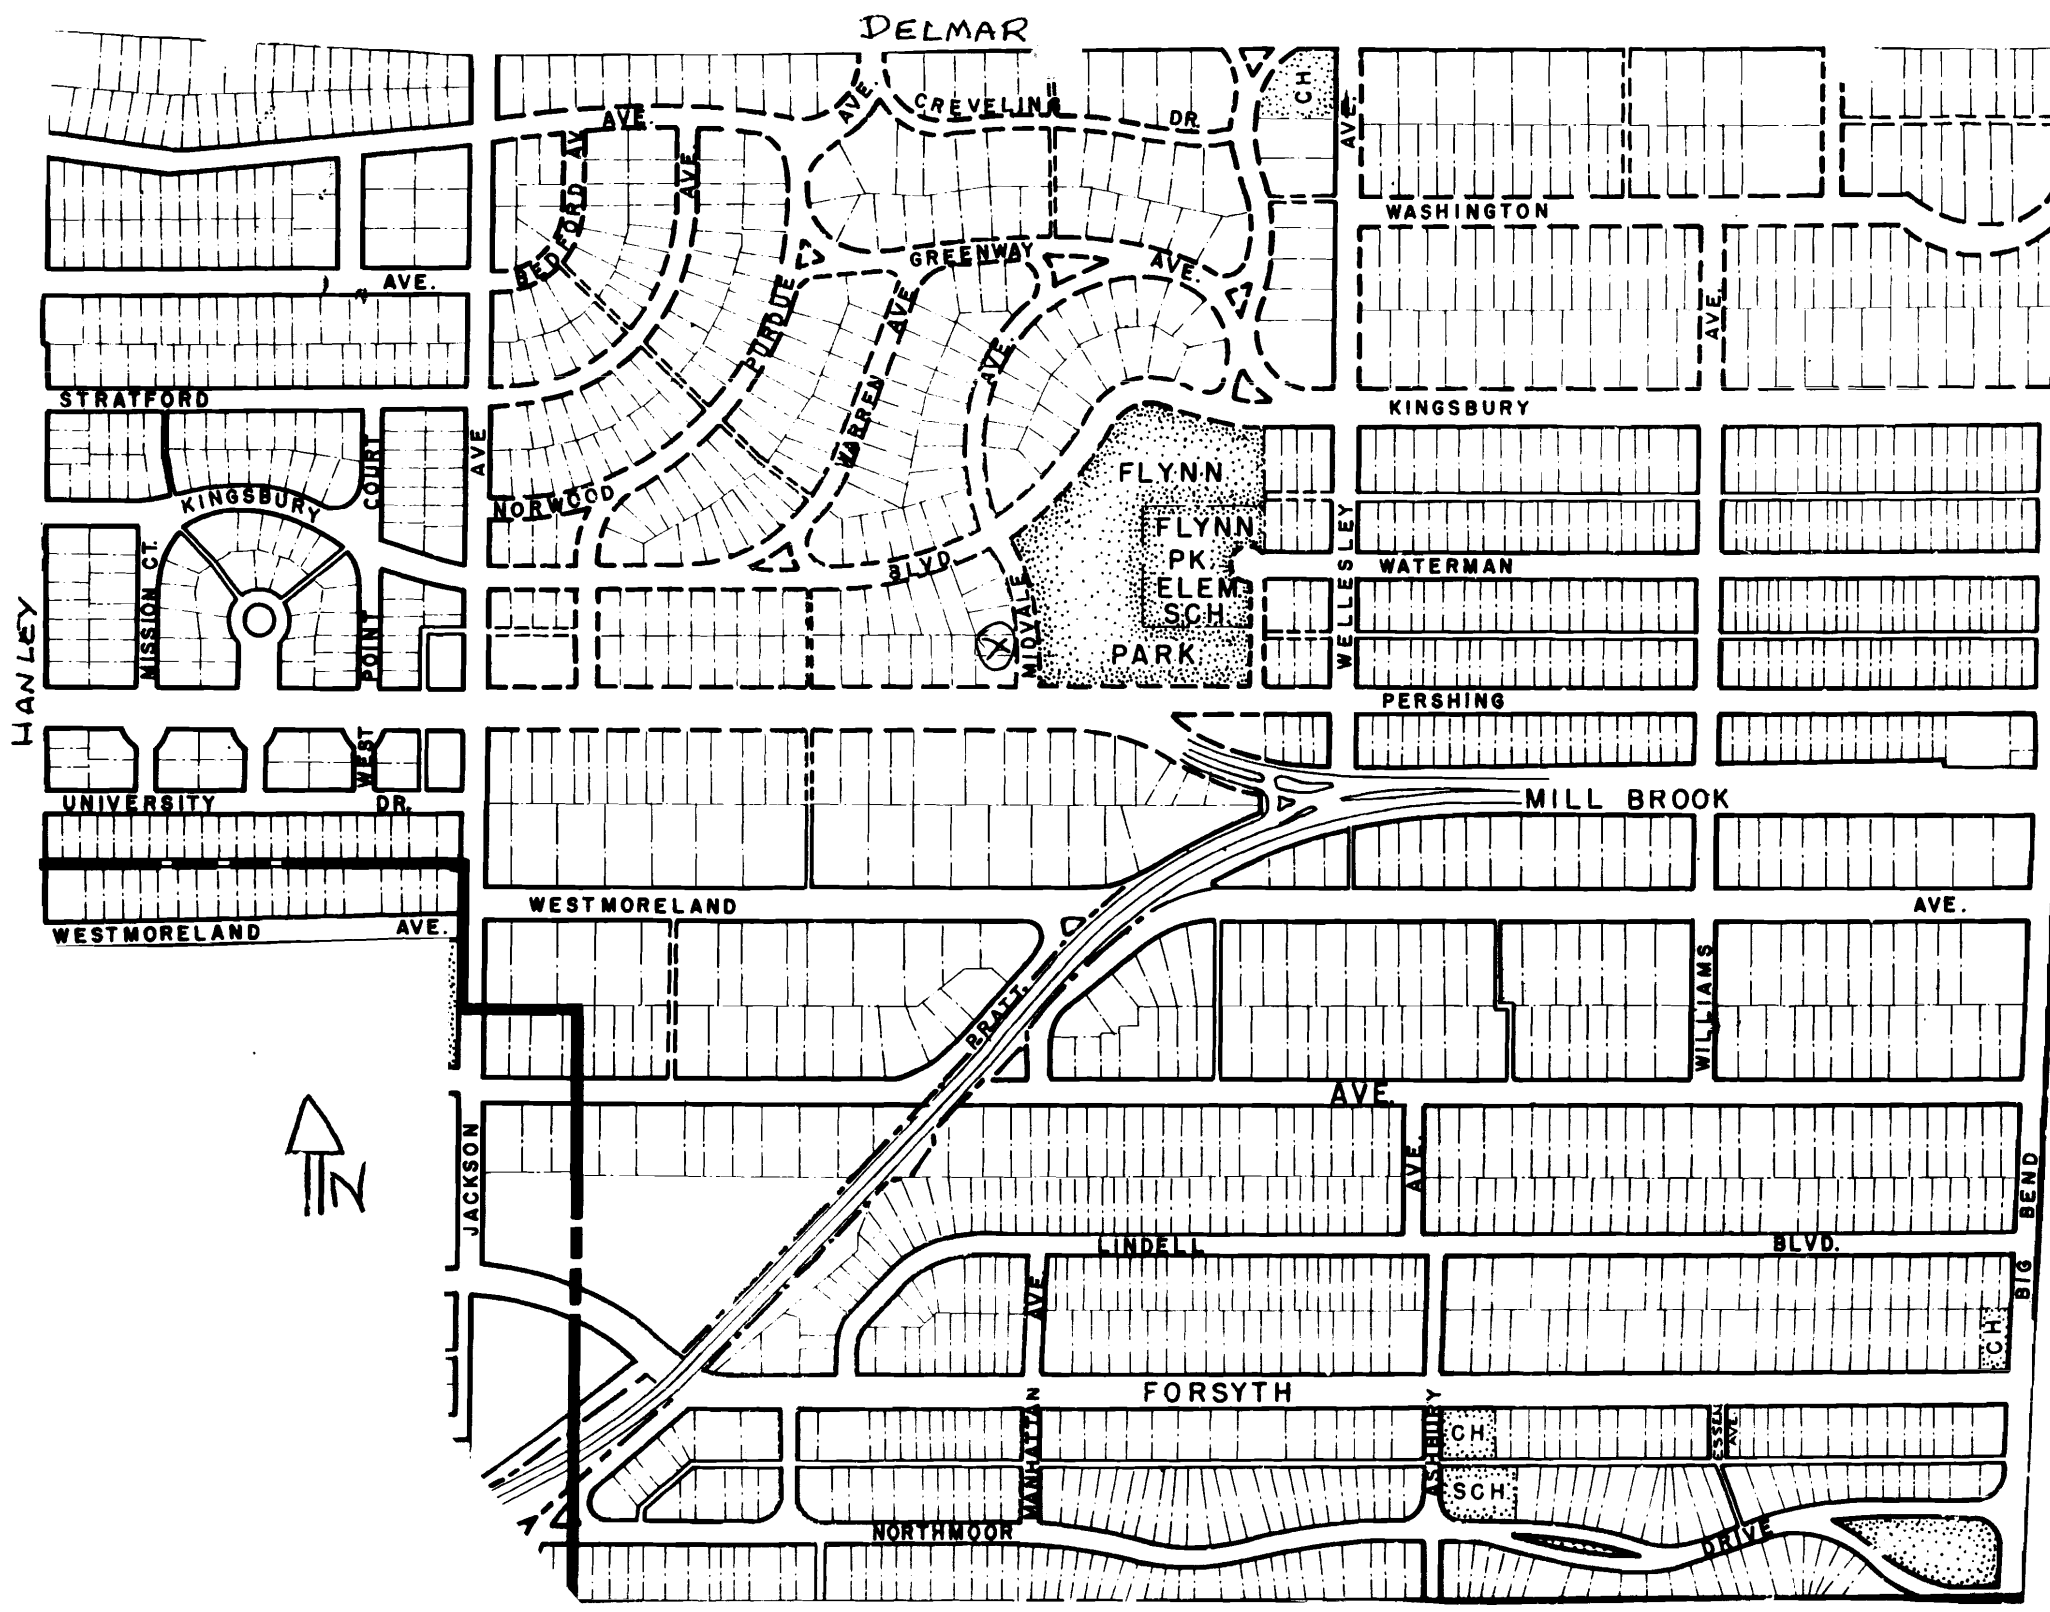 DELMAR
AVE.
CREVELING
DR.
CH
AVE.
AVE.
BEDFORD AV
AVE.
WASHINGTON
GREENWAY
AVE.
AVE.
STRATFORD
PURDUE
AVE
AVE.
AVE.
KINGSBURY
WARREN
COURT
AVE
FLYNN
KINGSBURY
NORWOOD
FLYNN
PK.
ELEM.
SCH.
PARK
WELLESLEY
WATERMAN
BLVD
MIDVALE
X
MISSION CT.
POINT
HANLEY
PERSHING
WEST
UNIVERSITY
DR.
MILL BROOK
WESTMORELAND
AVE.
WESTMORELAND
AVE.
PRATT
WILLIAMS
AVE.
N
JACKSON
AVE.
BEND
LINDELL
BLVD.
BIG
AVE.
CH
FORSYTH
MANHATTAN
ASHBURY
CH.
ESSEX
AVE.
SCH.
NORTHMOOR
DRIVE